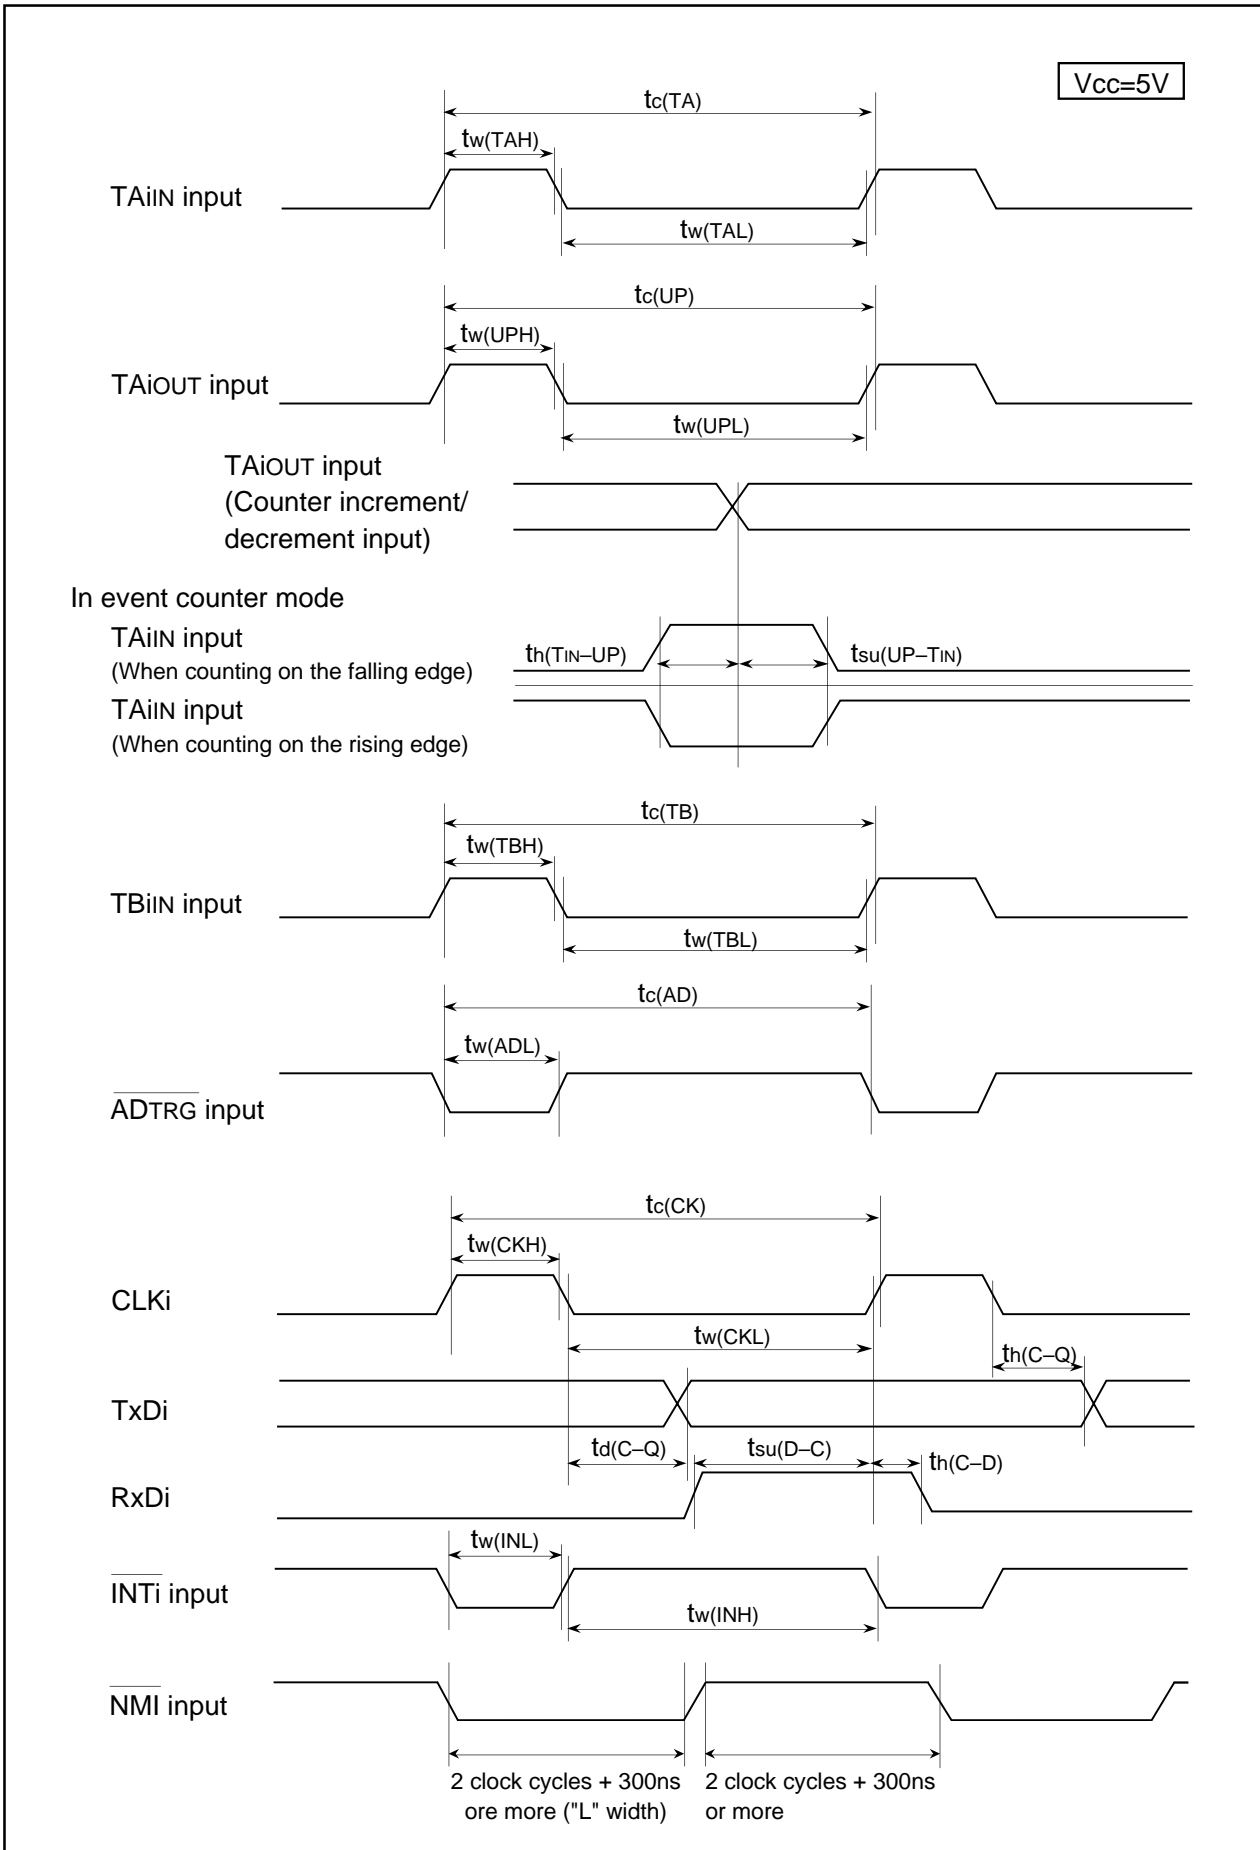 Vcc=5V
tc(TA)
tw(TAH)
TAiIN input
tw(TAL)
tc(UP)
tw(UPH)
TAiOUT input
tw(UPL)
TAiOUT input
(Counter increment/
decrement input)
In event counter mode
TAiIN input
(When counting on the falling edge)
th(TIN–UP)
tsu(UP–TIN)
TAiIN input
(When counting on the rising edge)
tc(TB)
tw(TBH)
TBiIN input
tw(TBL)
tc(AD)
tw(ADL)
ADTRG input
tc(CK)
tw(CKH)
CLKi
tw(CKL)
th(C–Q)
TxDi
td(C–Q)
tsu(D–C)
th(C–D)
RxDi
tw(INL)
INTi input
tw(INH)
NMI input
2 clock cycles + 300ns
ore more ("L" width)
2 clock cycles + 300ns
or more